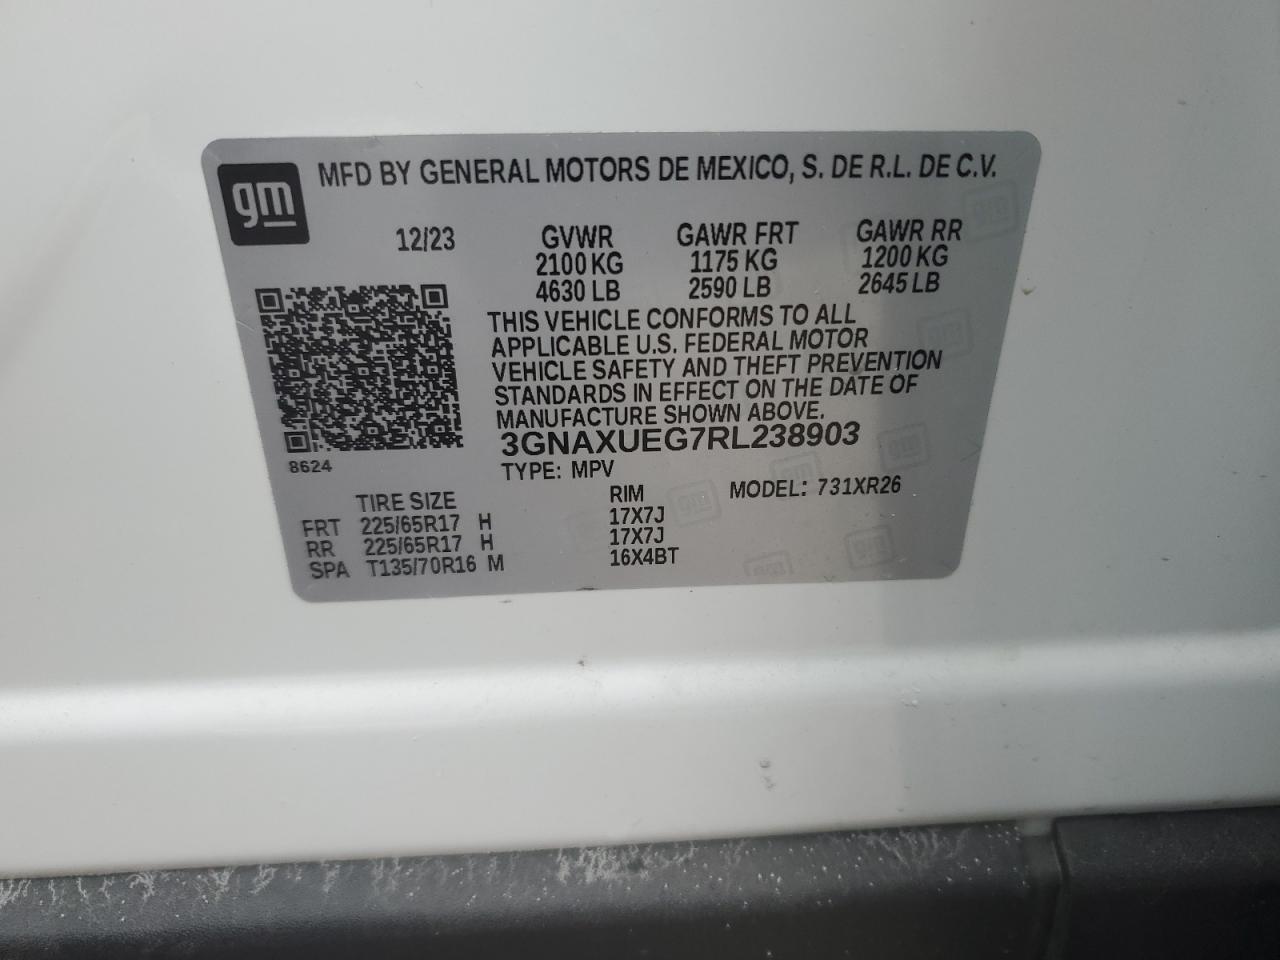 gm
MFD BY GENERAL MOTORS DE MEXICO, S. DE R.L. DE C.V.
12/23 GVWR GAWR FRT GAWR RR
2100 KG 1175 KG 1200 KG
4630 LB 2590 LB 2645 LB
THIS VEHICLE CONFORMS TO ALL
APPLICABLE U.S. FEDERAL MOTOR
VEHICLE SAFETY AND THEFT PREVENTION
STANDARDS IN EFFECT ON THE DATE OF
MANUFACTURE SHOWN ABOVE.
3GNAXUEG7RL238903
8624
TYPE: MPV MODEL: 731XR26
TIRE SIZE RIM
FRT 225/65R17 H 17X7J
RR 225/65R17 H 17X7J
SPA T135/70R16 M 16X4BT